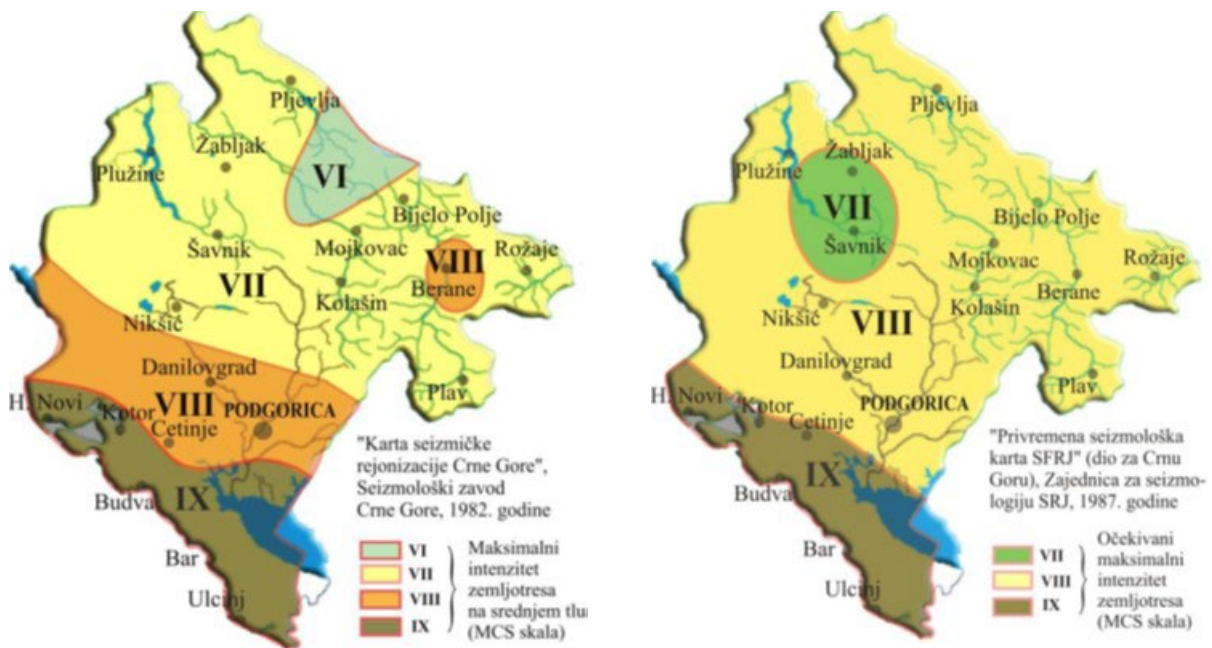 Pljevlja
Žabljak
Plužine
VI
Bijelo Polje
Šavnik
Mojkovac
VIII
Rožaje
VII
Berane
Kolašin
Nikšić
Danilovgrad
Plav
H. Novi
Kotor
VIII
PODGORICA
Cetinje
IX
Budva
Bar
Ulcinj
"Karta seizmičke
rejonizacije Crne Gore",
Seizmološki zavod
Crne Gore, 1982. godine
VI
VII
VIII
IX
Maksimalni
intenzitet
zemljotresa
na srednjem tlu
(MCS skala)
Pljevlja
Žabljak
Plužine
VII
Bijelo Polje
Šavnik
Mojkovac
Rožaje
Berane
Kolašin
Nikšić
VIII
Danilovgrad
Plav
H. Novi
Kotor
PODGORICA
Cetinje
IX
Budva
Bar
Ulcinj
"Privremena seizmološka
karta SFRJ" (dio za Crnu
Goru), Zajednica za seizmo-
logiju SRJ, 1987. godine
VII
VIII
IX
Očekivani
maksimalni
intenzitet
zemljotresa
(MCS skala)